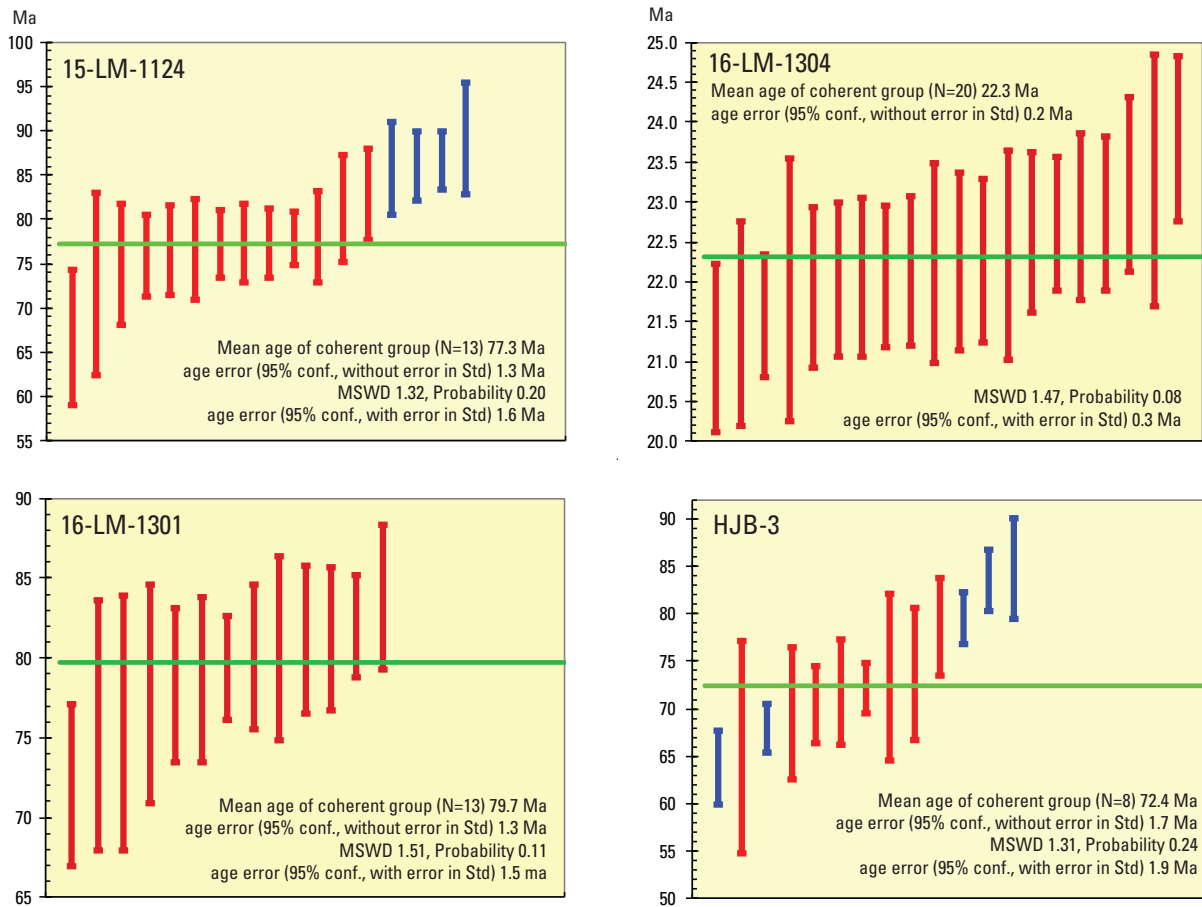 Ma
100
95
90
85
80
75
70
65
60
55
15-LM-1124
Mean age of coherent group (N=13) 77.3 Ma
age error (95% conf., without error in Std) 1.3 Ma
MSWD 1.32, Probability 0.20
age error (95% conf., with error in Std) 1.6 Ma
Ma
25.0
24.5
24.0
23.5
23.0
22.5
22.0
21.5
21.0
20.5
20.0
16-LM-1304
Mean age of coherent group (N=20) 22.3 Ma
age error (95% conf., without error in Std) 0.2 Ma
MSWD 1.47, Probability 0.08
age error (95% conf., with error in Std) 0.3 Ma
90
85
80
75
70
65
16-LM-1301
Mean age of coherent group (N=13) 79.7 Ma
age error (95% conf., without error in Std) 1.3 Ma
MSWD 1.51, Probability 0.11
age error (95% conf., with error in Std) 1.5 ma
90
85
80
75
70
65
60
55
50
HJB-3
Mean age of coherent group (N=8) 72.4 Ma
age error (95% conf., without error in Std) 1.7 Ma
MSWD 1.31, Probability 0.24
age error (95% conf., with error in Std) 1.9 Ma